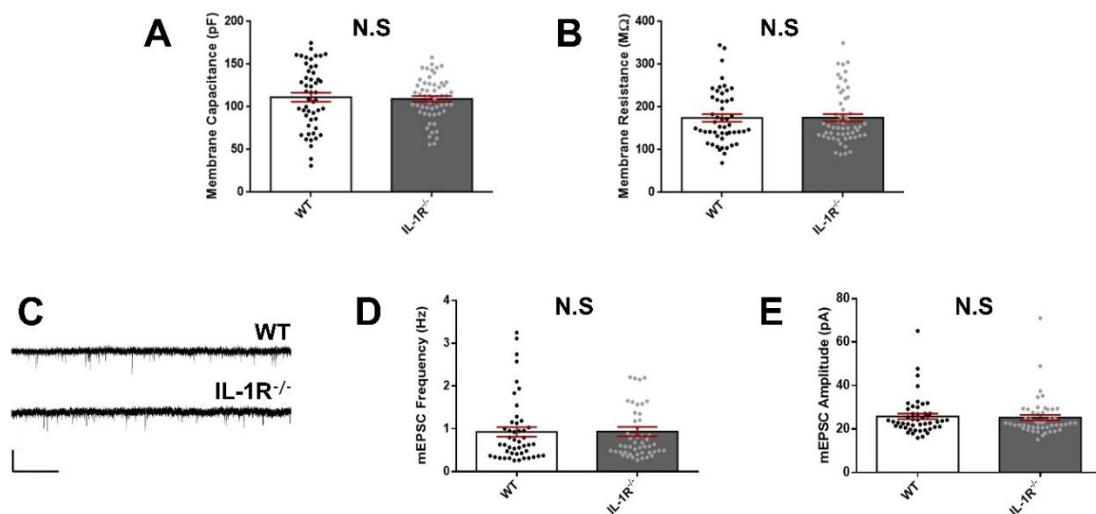 A
N.S
Membrane Capacitance (pF)
200
150
100
50
0
WT
IL-1R-/-
B
N.S
Membrane Resistance (MΩ)
400
300
200
100
0
WT
IL-1R-/-
C
WT
IL-1R-/-
D
N.S
mEPSC Frequency (Hz)
4
3
2
1
0
WT
IL-1R-/-
E
N.S
mEPSC Amplitude (pA)
80
60
40
20
0
WT
IL-1R-/-